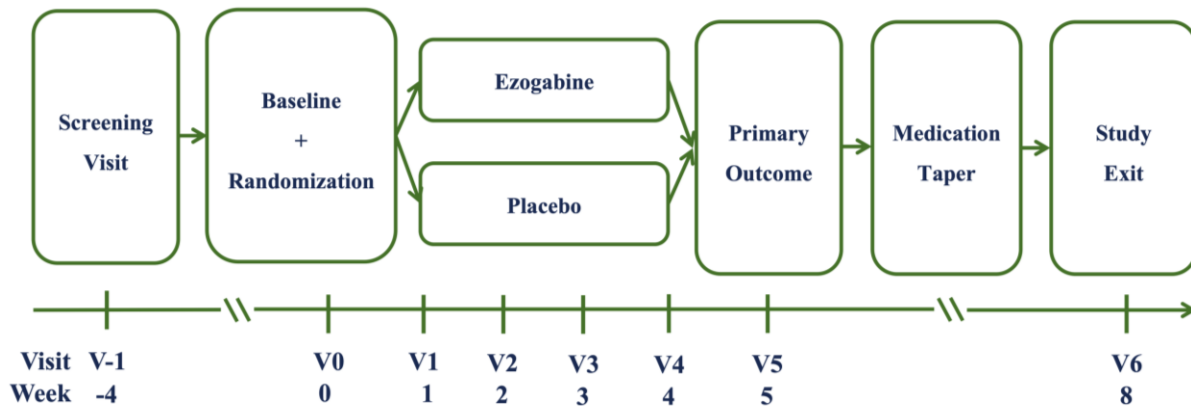 Screening
Visit
Baseline
+
Randomization
Ezogabine
Placebo
Primary
Outcome
Medication
Taper
Study
Exit
Visit V-1 V0 V1 V2 V3 V4 V5 V6
Week -4 0 1 2 3 4 5 8